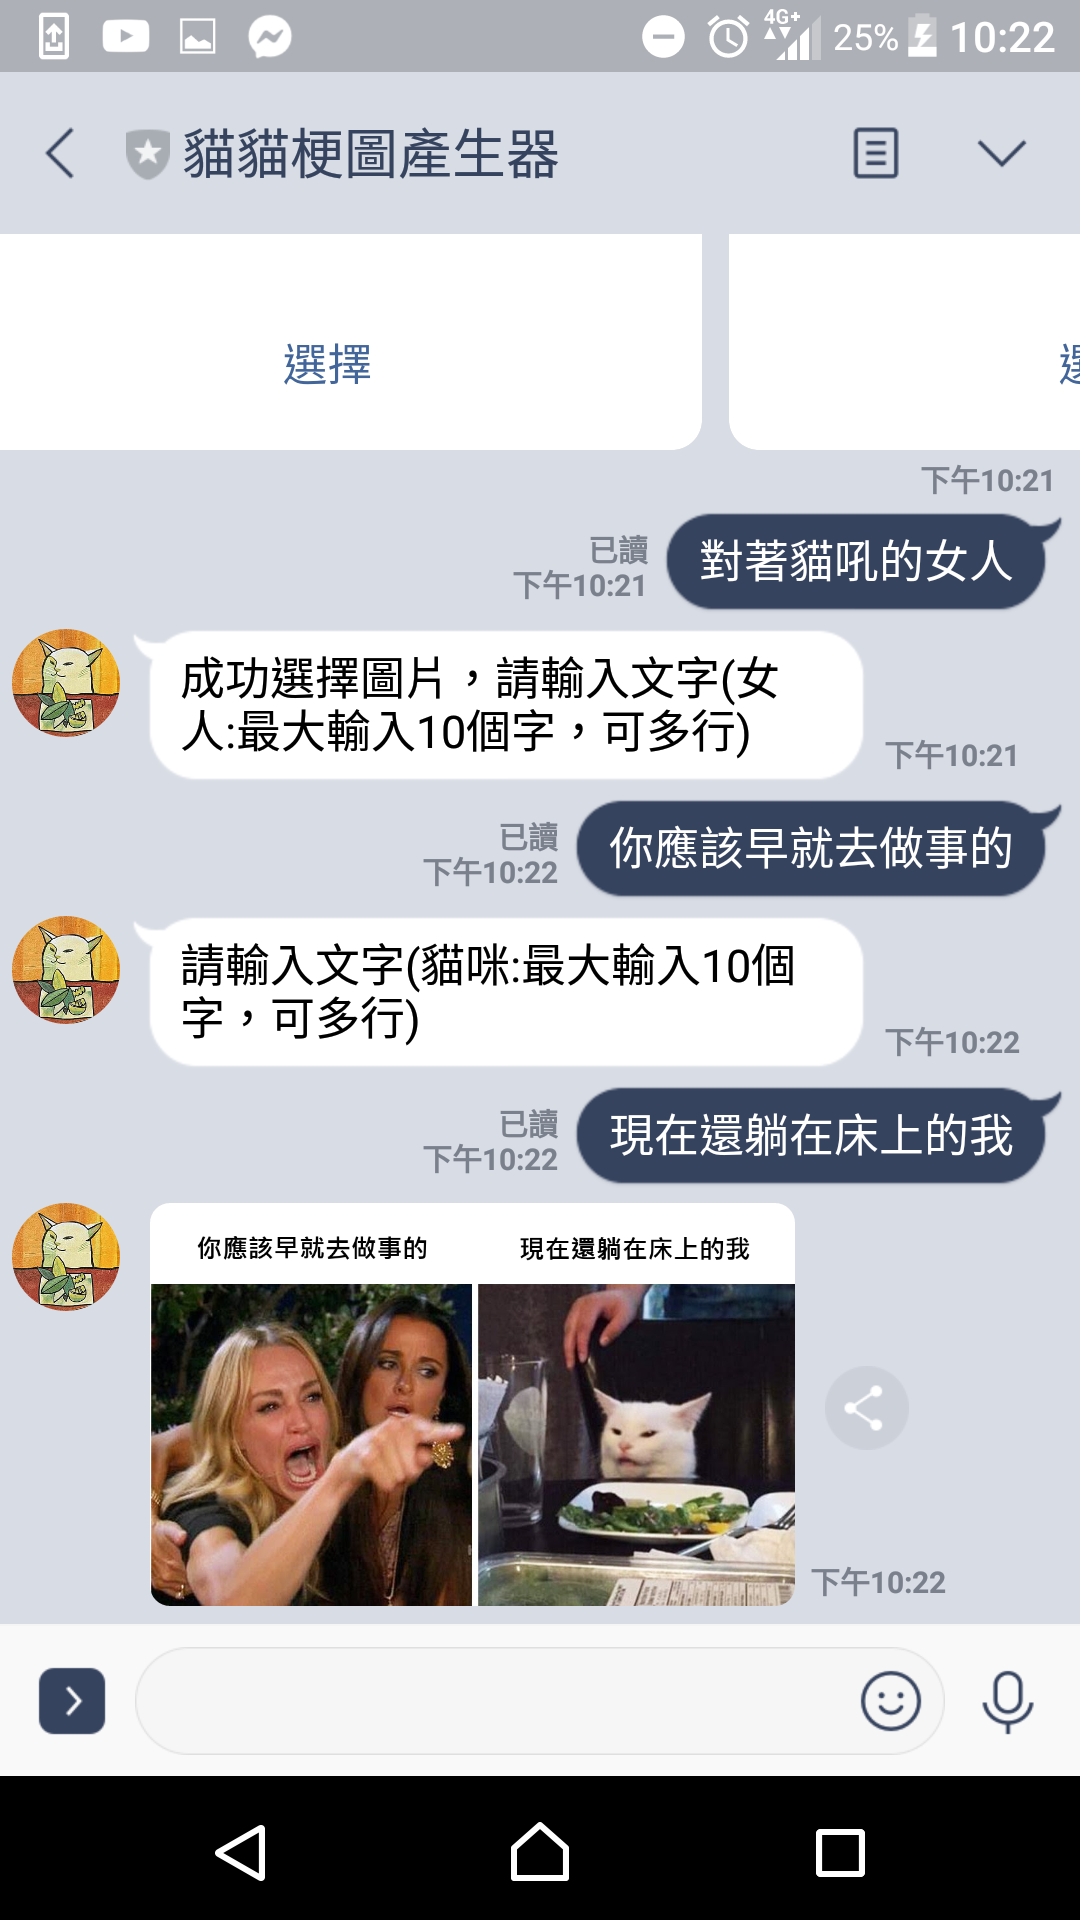 4G+
25%
10:22
貓貓梗圖產生器
選擇
下午10:21
已讀
下午10:21
對著貓吼的女人
成功選擇圖片，請輸入文字(女
人:最大輸入10個字，可多行)
下午10:21
已讀
下午10:22
你應該早就去做事的
請輸入文字(貓咪:最大輸入10個
字，可多行)
下午10:22
已讀
下午10:22
現在還躺在床上的我
你應該早就去做事的
現在還躺在床上的我
下午10:22